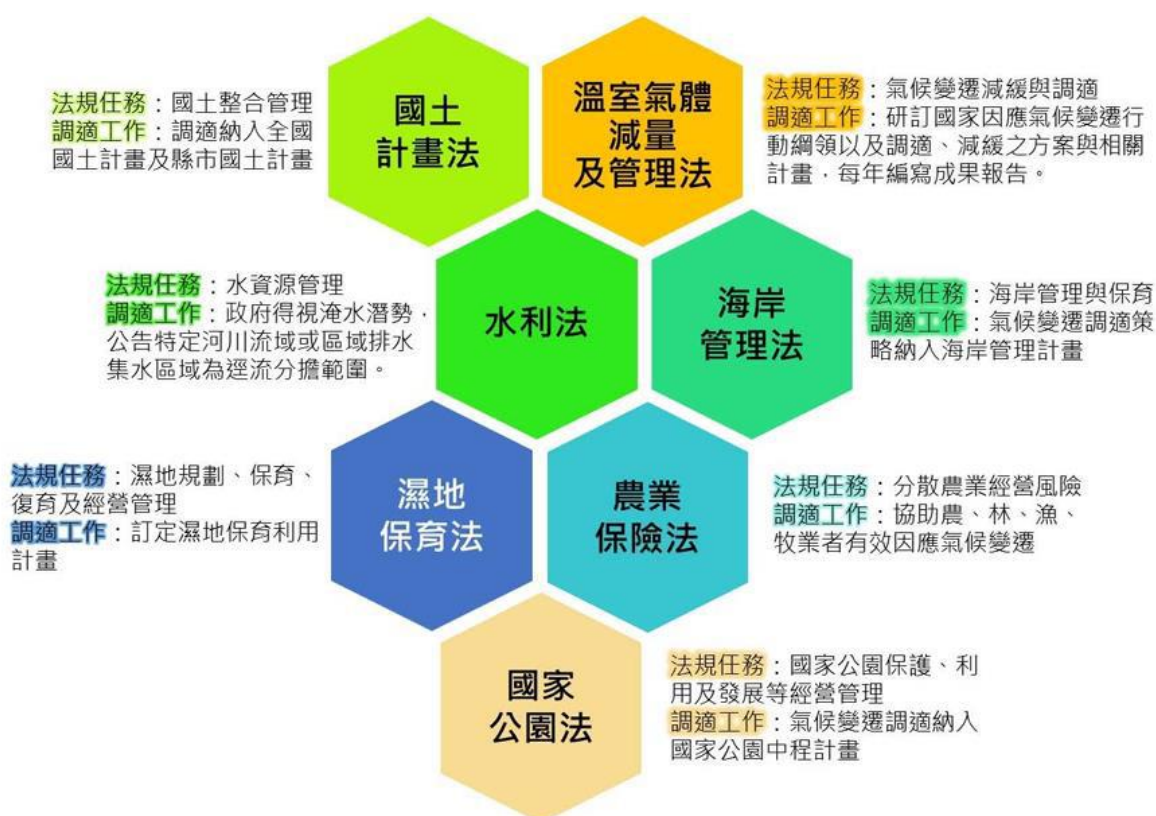 法規任務：國土整合管理
調適工作：調適納入全國
國土計畫及縣市國土計畫
國土
計畫法
溫室氣體
減量
及管理法
法規任務：氣候變遷減緩與調適
調適工作：研訂國家因應氣候變遷行
動綱領以及調適、減緩之方案與相關
計畫，每年編寫成果報告。
法規任務：水資源管理
調適工作：政府得視淹水潛勢，
公告特定河川流域或區域排水
集水區域為逕流分擔範圍。
水利法
海岸
管理法
法規任務：海岸管理與保育
調適工作：氣候變遷調適策
略納入海岸管理計畫
法規任務：濕地規劃、保育、
復育及經營管理
調適工作：訂定濕地保育利用
計畫
濕地
保育法
農業
保險法
法規任務：分散農業經營風險
調適工作：協助農、林、漁、
牧業者有效因應氣候變遷
國家
公園法
法規任務：國家公園保護、利
用及發展等經營管理
調適工作：氣候變遷調適納入
國家公園中程計畫